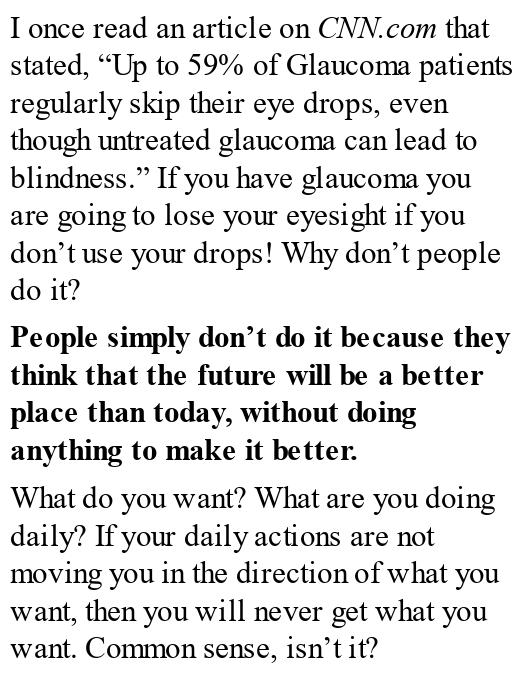 I once read an article on CNN.com that
stated, “Up to 59% of Glaucoma patients
regularly skip their eye drops, even
though untreated glaucoma can lead to
blindness.” If you have glaucoma you
are going to lose your eyesight if you
don’t use your drops! Why don’t people
do it?
People simply don’t do it because they
think that the future will be a better
place than today, without doing
anything to make it better.
What do you want? What are you doing
daily? If your daily actions are not
moving you in the direction of what you
want, then you will never get what you
want. Common sense, isn’t it?